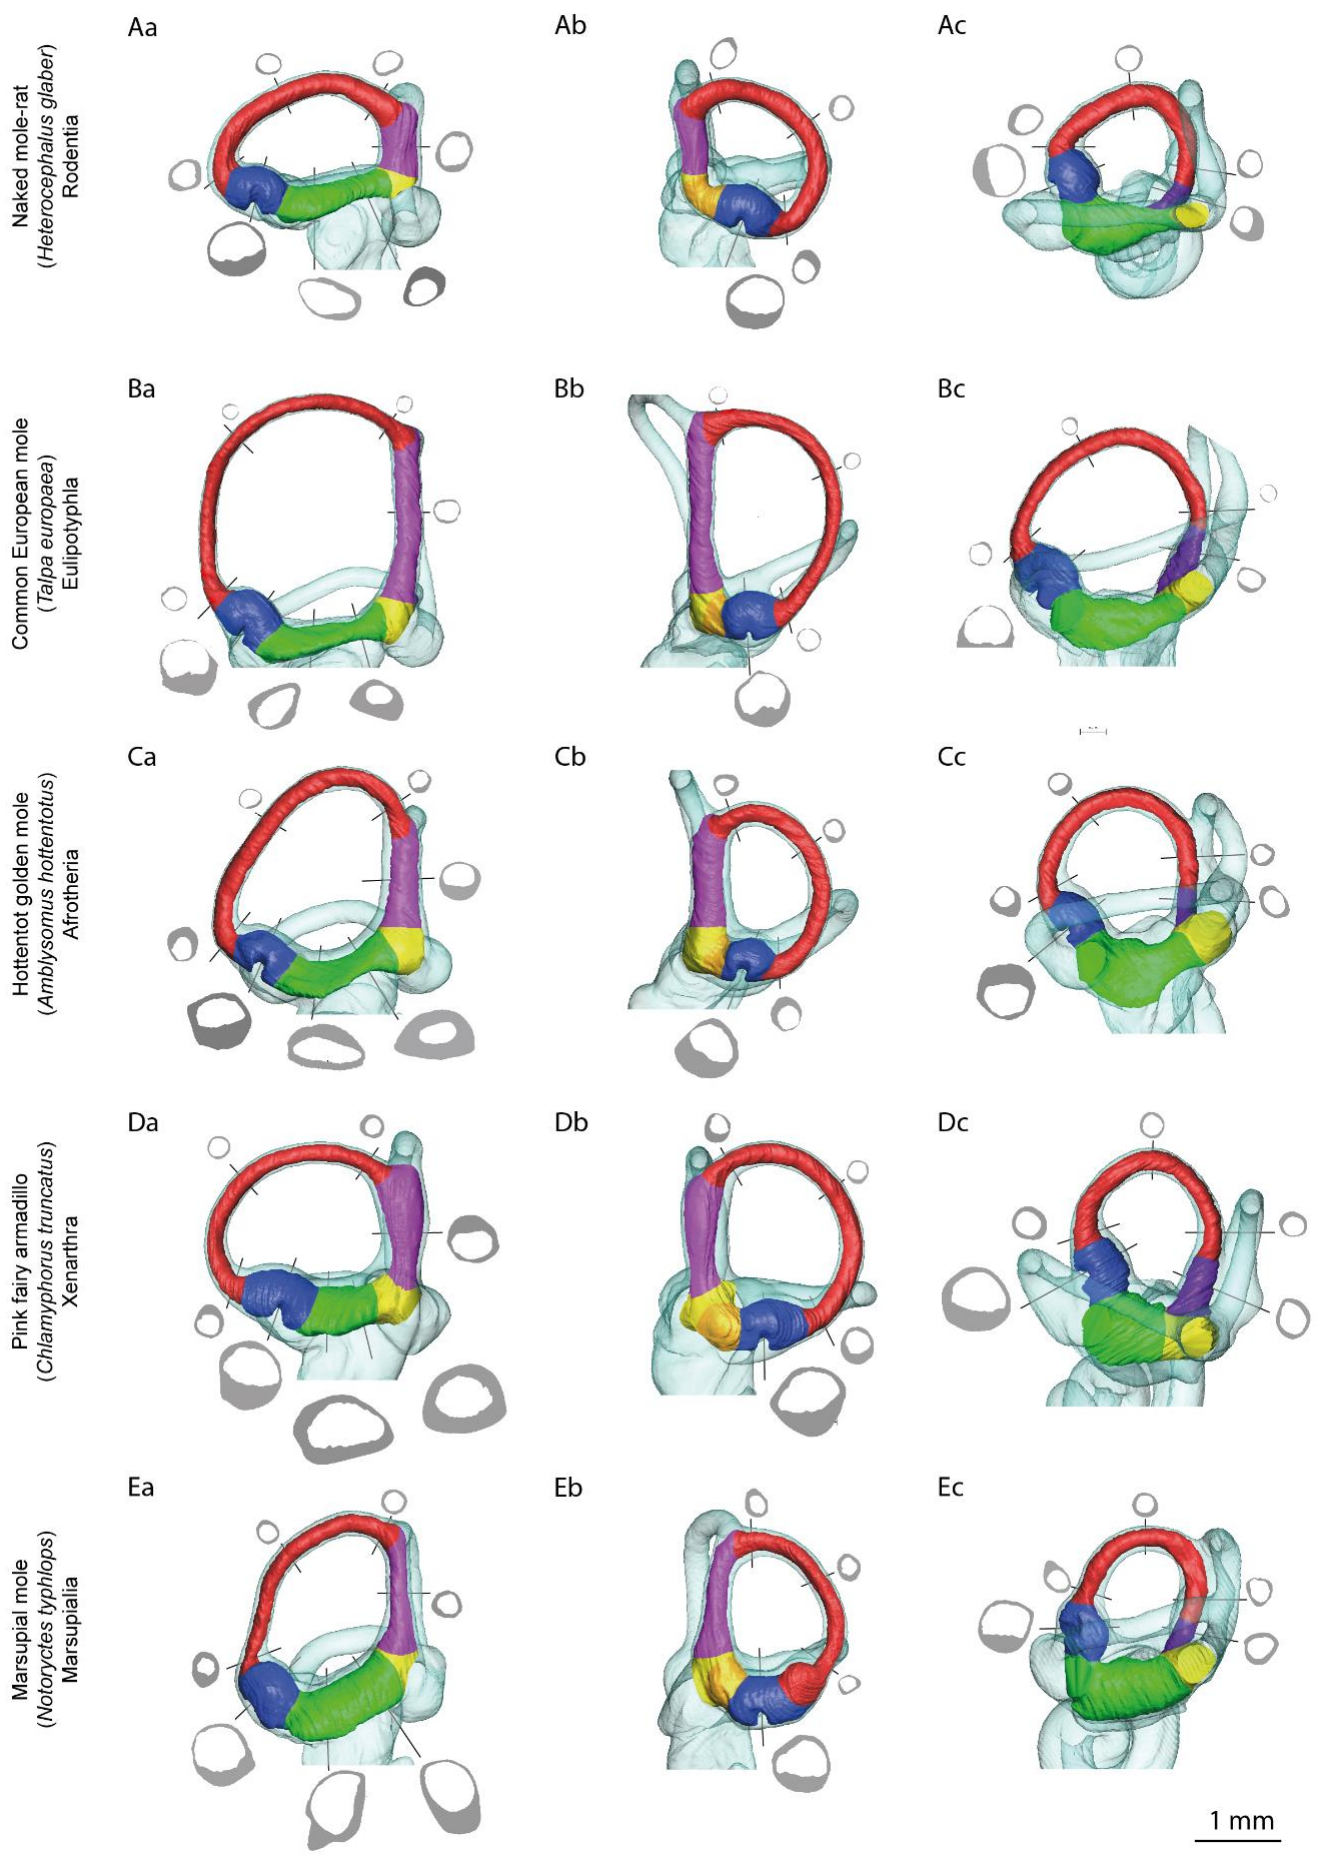 Aa
Ab
Ac
Naked mole-rat
(Heterocephalus glaber)
Rodentia
Ba
Bb
Bc
Common European mole
(Talpa europaea)
Eulipotyphla
Ca
Cb
Cc
Hottentot golden mole
(Amblysomus hottentotus)
Afrotheria
Da
Db
Dc
Pink fairy armadillo
(Chlamyphorus truncatus)
Xenarthra
Ea
Eb
Ec
Marsupial mole
(Notoryctes typhlops)
Marsupialia
1 mm